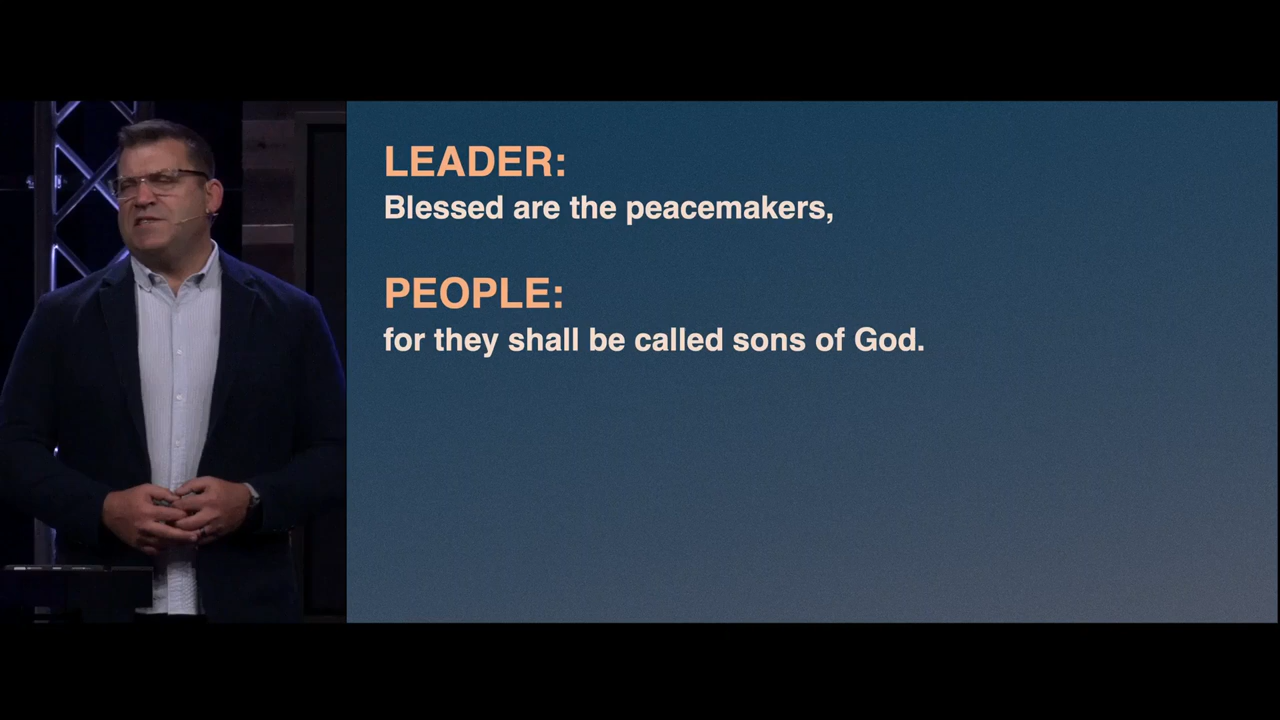 LEADER:
Blessed are the peacemakers,
PEOPLE:
for they shall be called sons of God.